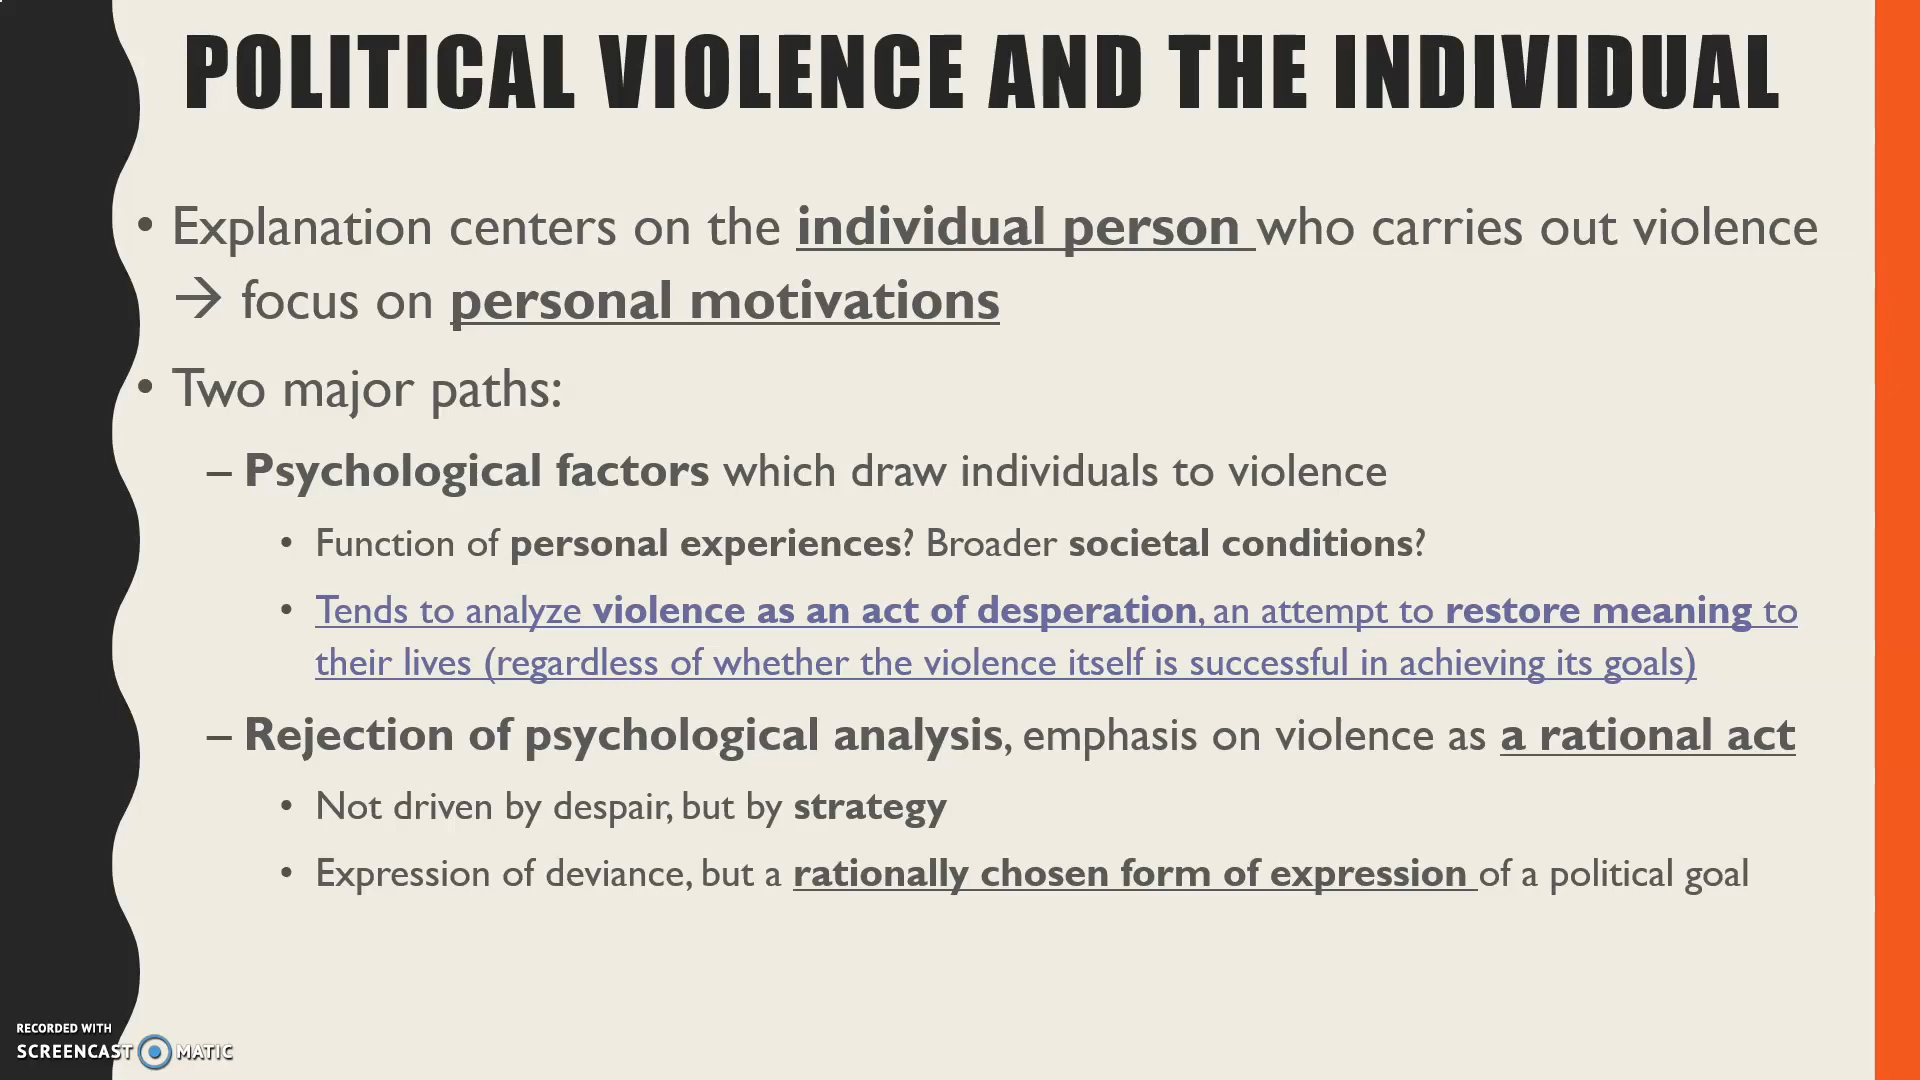 POLITICAL VIOLENCE AND THE INDIVIDUAL
• Explanation centers on the individual person who carries out violence
→ focus on personal motivations
• Two major paths:
– Psychological factors which draw individuals to violence
• Function of personal experiences? Broader societal conditions?
• Tends to analyze violence as an act of desperation, an attempt to restore meaning to
their lives (regardless of whether the violence itself is successful in achieving its goals)
– Rejection of psychological analysis, emphasis on violence as a rational act
• Not driven by despair, but by strategy
• Expression of deviance, but a rationally chosen form of expression of a political goal
RECORDED WITH
SCREENCAST MATIC